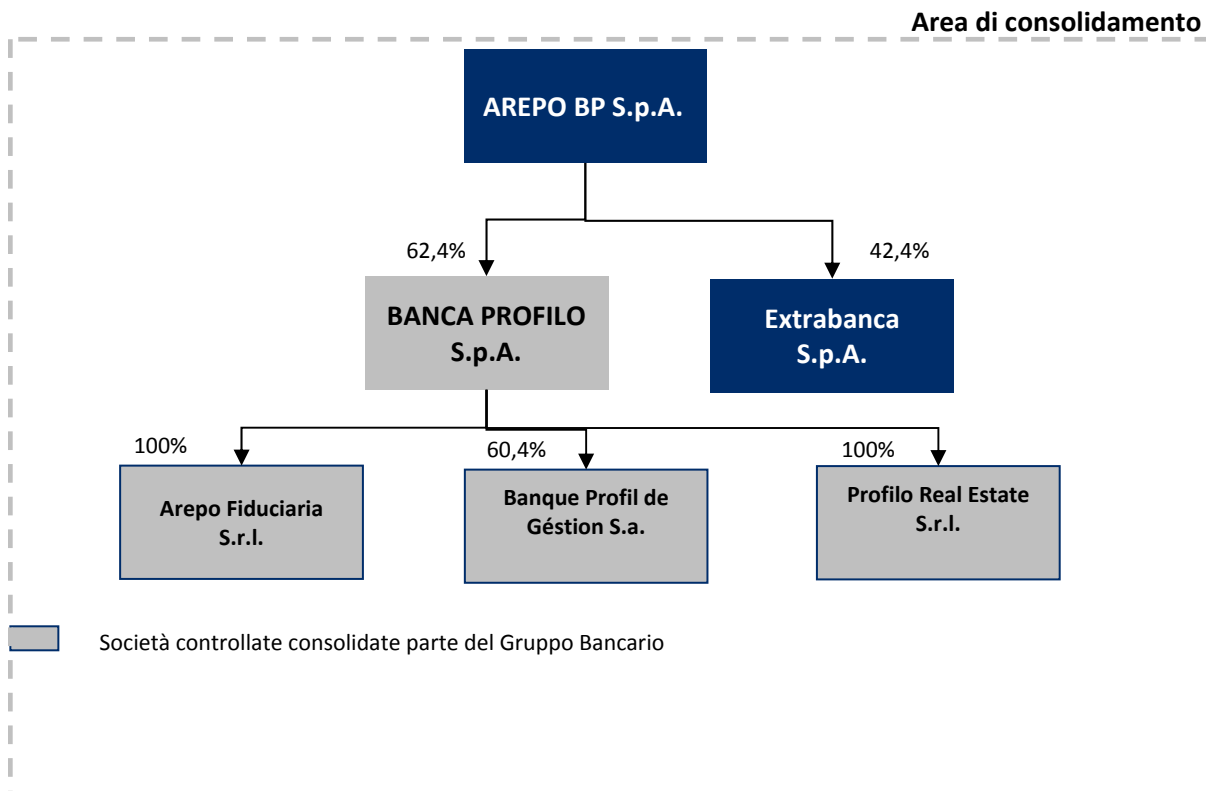 Area di consolidamento
AREPO BP S.p.A.
62,4%
42,4%
BANCA PROFILO
S.p.A.
Extrabanca
S.p.A.
100%
60,4%
100%
Arepo Fiduciaria
S.r.l.
Banque Profil de
Géstion S.a.
Profilo Real Estate
S.r.l.
Società controllate consolidate parte del Gruppo Bancario